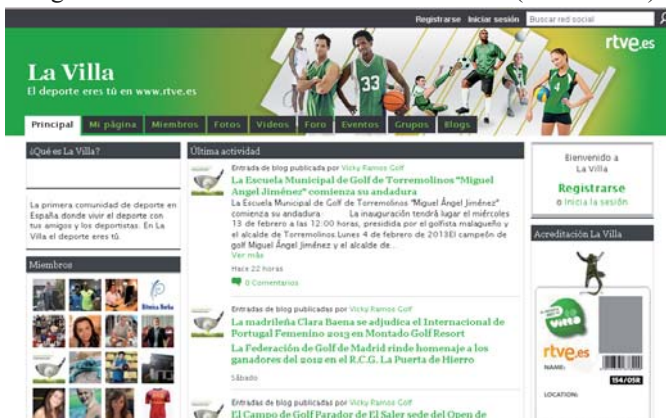 Registrarse Iniciar sesión Buscar red social
rtve.es
La Villa
El deporte eres tú en www.rtve.es
33
Principal Mi página Miembros Fotos Vídeos Foro Eventos Grupos Blogs
¿Qué es La Villa?
La primera comunidad de deporte en
España donde vivir el deporte con
tus amigos y los deportistas. En La
Villa el deporte eres tú.
Miembros
Última actividad
Entrada de blog publicada por Vicky Ramos Golf
La Escuela Municipal de Golf de Torremolinos "Miguel
Angel Jiménez" comienza su andadura
La Escuela Municipal de Golf de Torremolinos "Miguel Ángel Jiménez"
comienza su andadura La inauguración tendrá lugar el miércoles
13 de febrero a las 12:00 horas, presidida por el golfista malagueño y
el alcalde de Torremolinos.Lunes 4 de febrero de 2013El campeón de
golf Miguel Ángel Jiménez y el alcalde de...
Ver más
Hace 22 horas
0 Comentarios
Entradas de blog publicadas por Vicky Ramos Golf
La madrileña Clara Baena se adjudica el Internacional de
Portugal Femenino 2013 en Montado Golf Resort
La Federación de Golf de Madrid rinde homenaje a los
ganadores del 2012 en el R.C.G. La Puerta de Hierro
Sábado
Entradas de blog publicadas por Vicky Ramos Golf
El Campo de Golf Parador de El Saler sede del Open de
Bienvenido a
La Villa
Registrarse
o Inicia la sesión
Acreditación La Villa
villa
rtve.es
NAME:
154/05R
LOCATION: